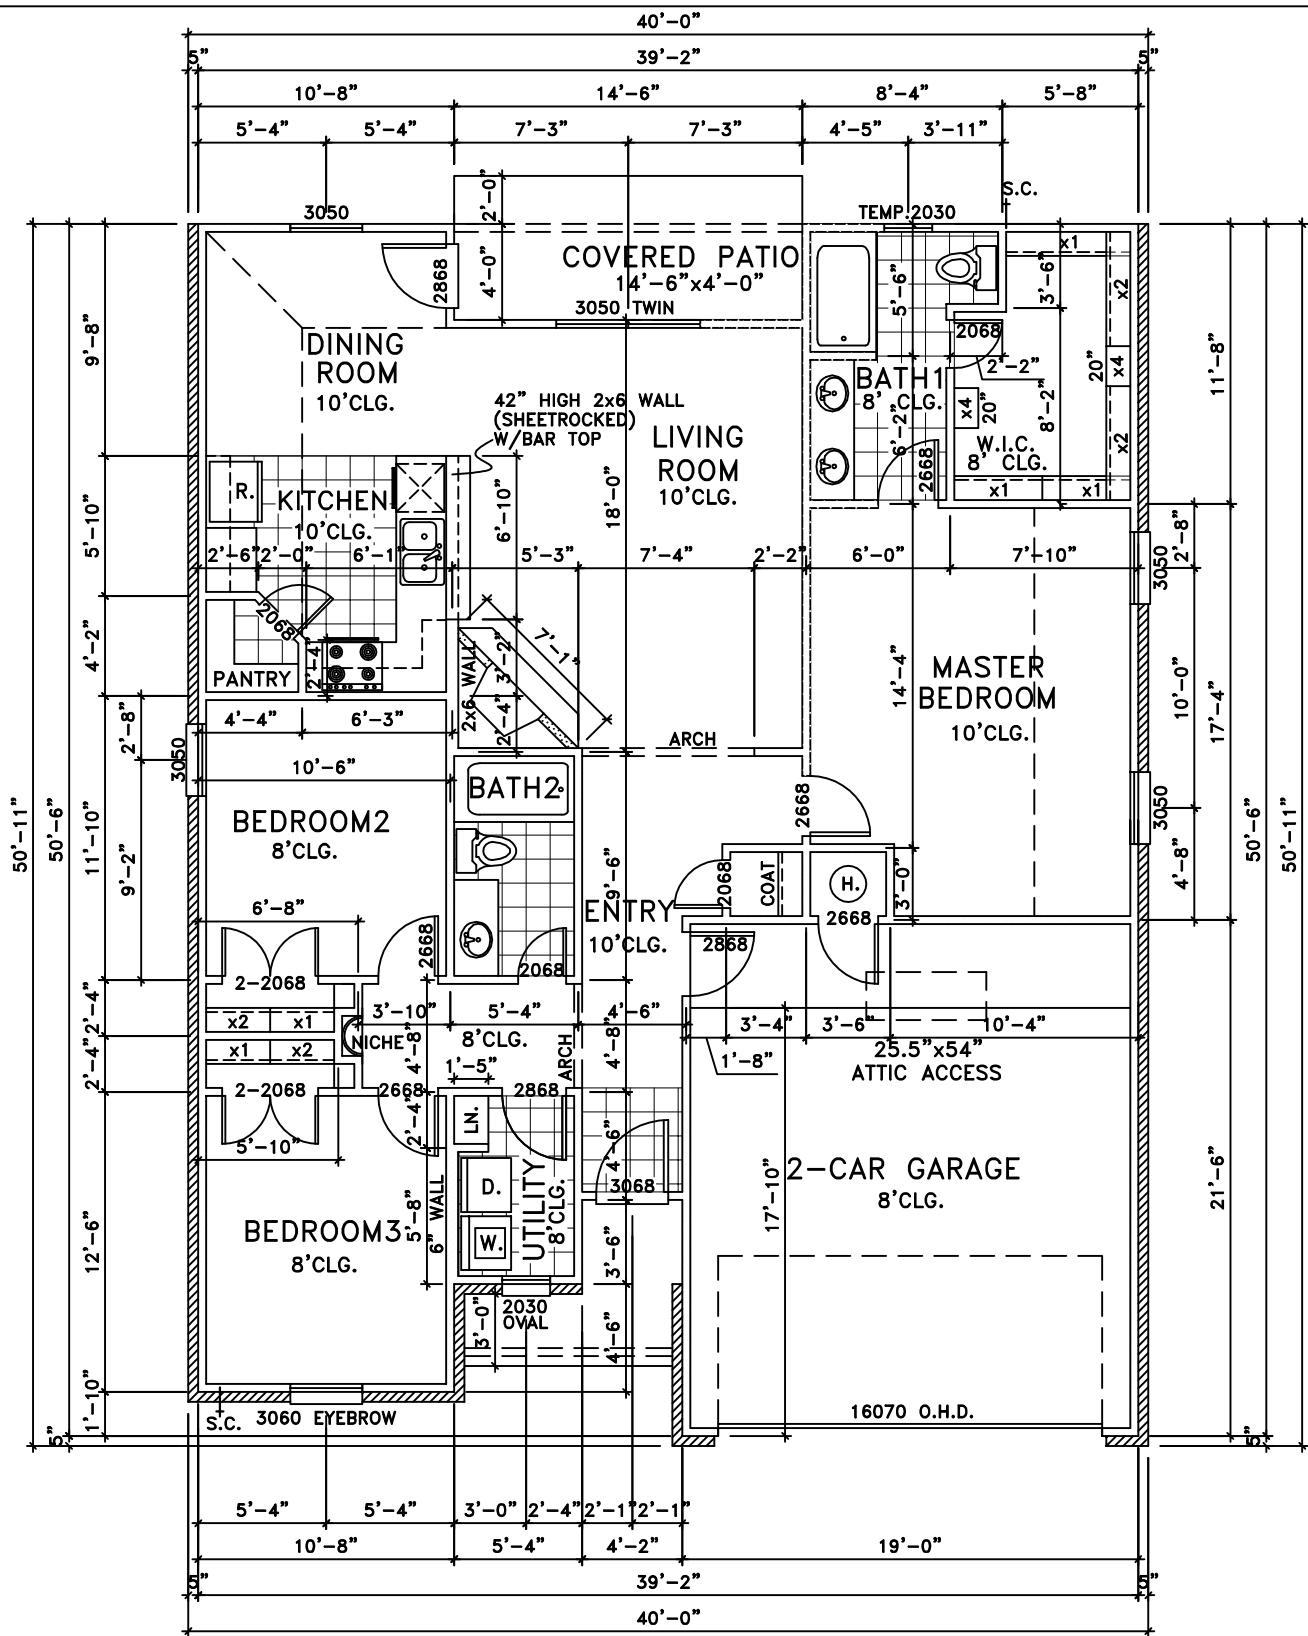 40'-0"
5"
39'-2"
5"
10'-8"
14'-6"
8'-4"
5'-8"
5'-4"
5'-4"
7'-3"
7'-3"
4'-5"
3'-11"
S.C.
3050
2'-0"
TEMP.2030
x1
COVERED PATIO
14'-6"x4'-0"
2868
4'-0"
5'-6"
3'-6"
x2
3050 TWIN
2068
9'-8"
DINING
ROOM
10'CLG.
2'-2"
20"
x4
11'-8"
BATH1
8' CLG.
42" HIGH 2x6 WALL
(SHEETROCKED)
W/BAR TOP
x4
20"
8'-2"
6'-2"
LIVING
ROOM
10'CLG.
W.I.C.
8' CLG.
x2
2668
x1
x1
R.
KITCHEN
10'CLG.
18'-0"
6'-10"
5'-10"
2'-8"
2'-6"
2'-0"
6'-1"
5'-3"
7'-4"
2'-2"
6'-0"
7'-10"
3050
2068
4'-2"
PANTRY
2'-4"
2x6 WALL
3'-2"
7'-1"
2'-4"
14'-4"
MASTER
BEDROOM
10'CLG.
10'-0"
17'-4"
4'-4"
6'-3"
2'-8"
3050
ARCH
10'-6"
BATH2
2668
3050
BEDROOM2
8'CLG.
50'-11"
50'-6"
11'-10"
9'-2"
50'-6"
50'-11"
4'-8"
9'-6"
2068
COAT
H.
3'-0"
6'-8"
ENTRY
10'CLG.
2668
2668
2868
2068
2-2068
2'-4"
3'-10"
5'-4"
4'-6"
3'-4"
3'-6"
10'-4"
x2
x1
NICHE
8'CLG.
4'-8"
ARCH
4'-8"
1'-8"
25.5"x54"
ATTIC ACCESS
x1
x2
2'-4"
1'-5"
2-2068
2668
2868
5'-10"
2'-4"
LN.
4'-6"
D.
3068
2-CAR GARAGE
8'CLG.
17'-10"
21'-6"
UTILITY
8'CLG.
6" WALL
5'-8"
BEDROOM3
8'CLG.
W.
12'-6"
3'-6"
2030
OVAL
3'-0"
4'-6"
1'-10"
5"
S.C.
3060 EYEBROW
16070 O.H.D.
5"
5'-4"
5'-4"
3'-0"
2'-4"
2'-1"
2'-1"
10'-8"
5'-4"
4'-2"
19'-0"
5"
39'-2"
5"
40'-0"